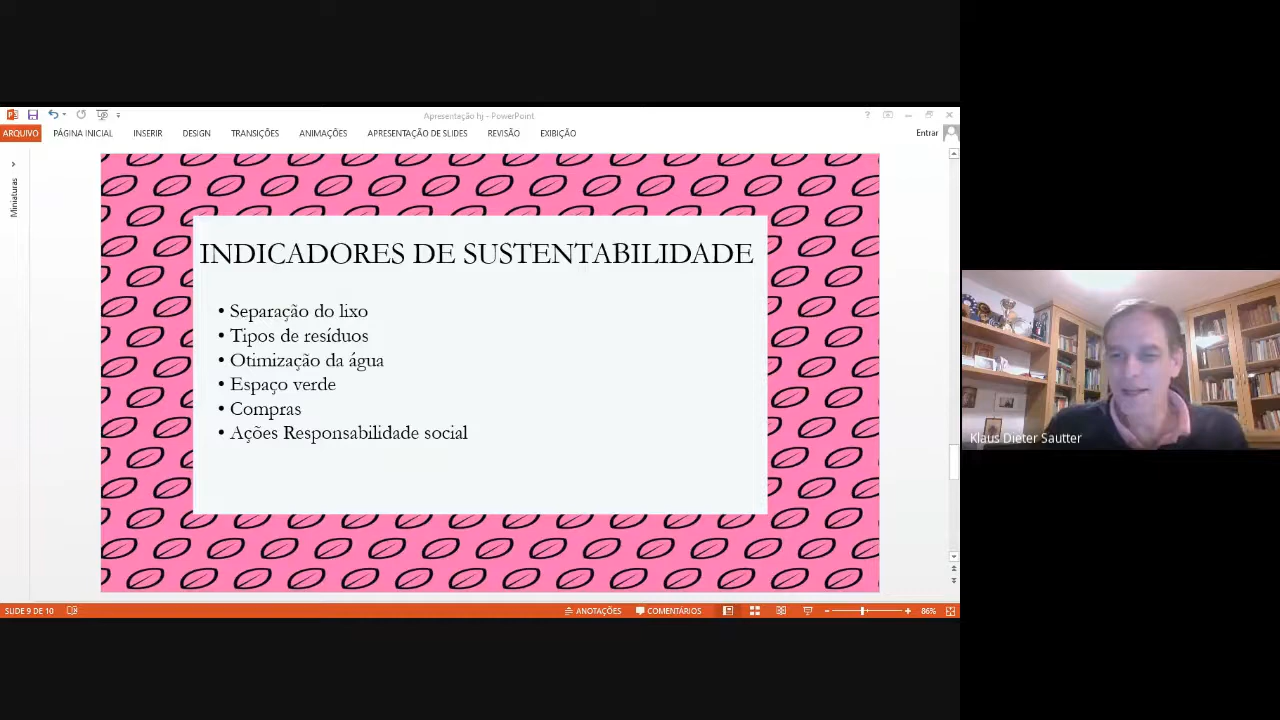 Apresentação hj - PowerPoint
ARQUIVO PÁGINA INICIAL INSERIR DESIGN TRANSIÇÕES ANIMAÇÕES APRESENTAÇÃO DE SLIDES REVISÃO EXIBIÇÃO Entrar
Miniaturas
INDICADORES DE SUSTENTABILIDADE
• Separação do lixo
• Tipos de resíduos
• Otimização da água
• Espaço verde
• Compras
• Ações Responsabilidade social
Klaus Dieter Sautter
SLIDE 9 DE 10 ANOTAÇÕES COMENTÁRIOS 86%